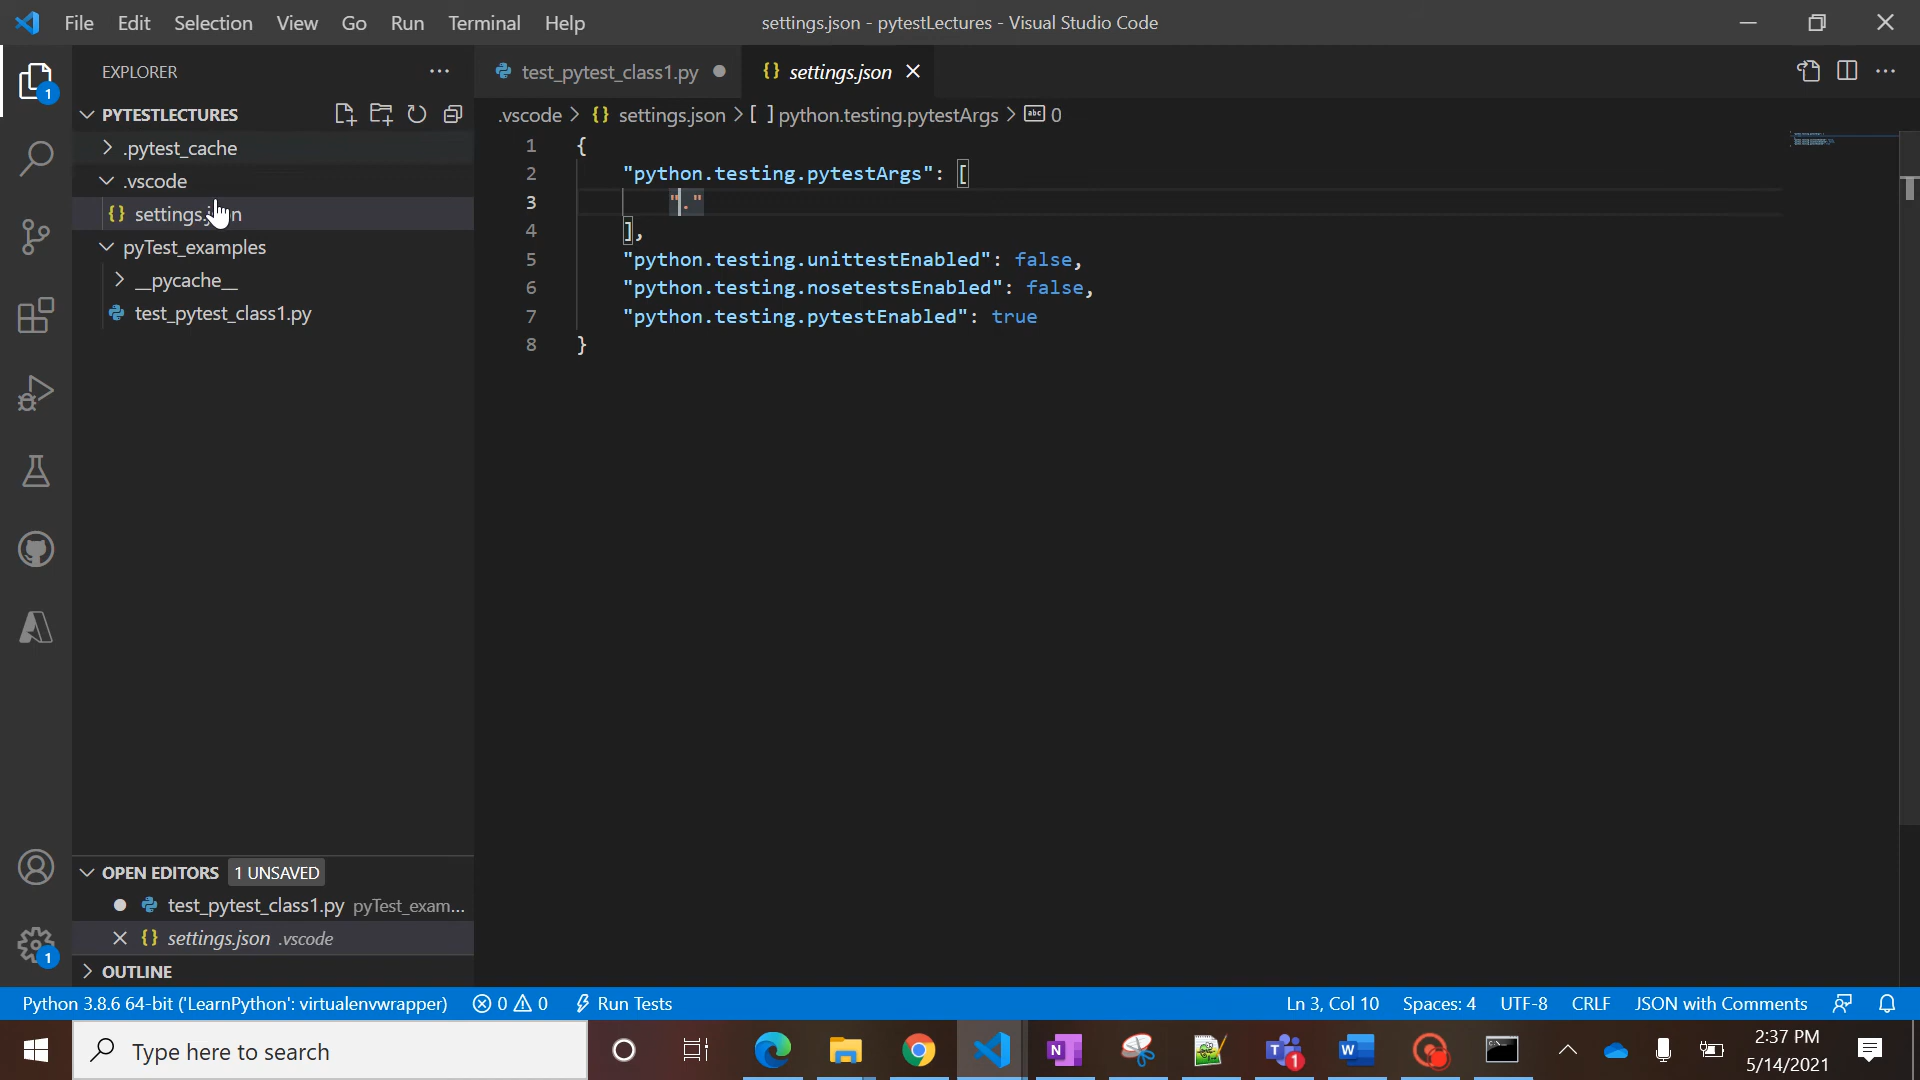 File Edit Selection View Go Run Terminal Help
settings.json - pytestLectures - Visual Studio Code
EXPLORER
PYTESTLECTURES
.pytest_cache
.vscode
{} settings.json
pyTest_examples
__pycache__
test_pytest_class1.py
OPEN EDITORS 1 UNSAVED
test_pytest_class1.py pyTest_exam...
{} settings.json .vscode
OUTLINE
1
1
test_pytest_class1.py
{} settings.json
.vscode > {} settings.json > [ ] python.testing.pytestArgs > abc 0
1 {
2 "python.testing.pytestArgs": [
3 "."
4 ],
5 "python.testing.unittestEnabled": false,
6 "python.testing.nosetestsEnabled": false,
7 "python.testing.pytestEnabled": true
8 }
Python 3.8.6 64-bit ('LearnPython': virtualenvwrapper) 0 0 Run Tests Ln 3, Col 10 Spaces: 4 UTF-8 CRLF JSON with Comments
Type here to search
1
2:37 PM
5/14/2021